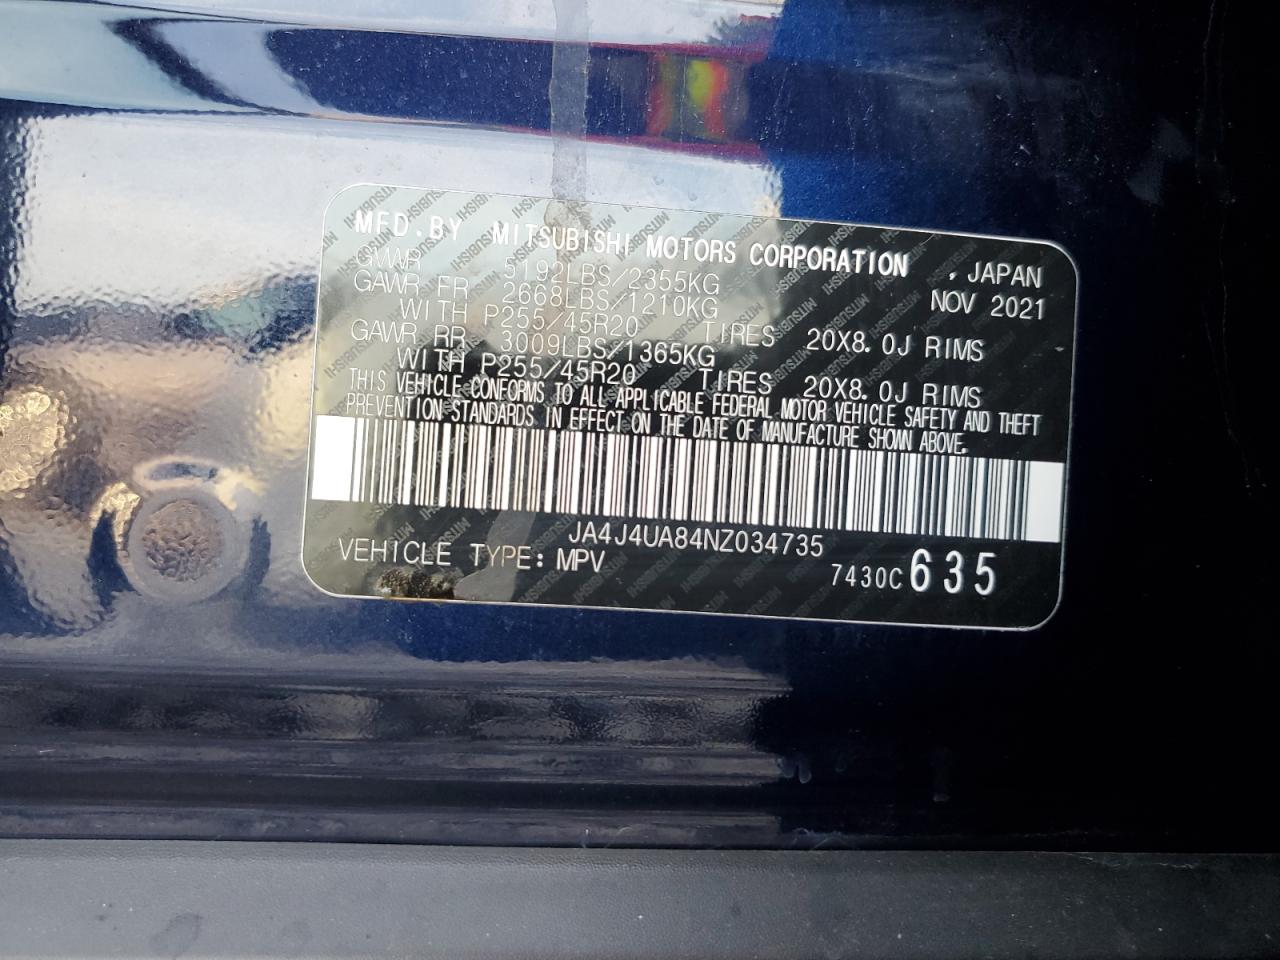 MFD.BY MITSUBISHI MOTORS CORPORATION , JAPAN
GVWR 5192LBS/2355KG NOV 2021
GAWR FR 2668LBS/1210KG
WITH P255/45R20 TIRES 20X8.0J RIMS
GAWR RR 3009LBS/1365KG
WITH P255/45R20 TIRES 20X8.0J RIMS
THIS VEHICLE CONFORMS TO ALL APPLICABLE FEDERAL MOTOR VEHICLE SAFETY AND THEFT
PREVENTION STANDARDS IN EFFECT ON THE DATE OF MANUFACTURE SHOWN ABOVE.
JA4J4UA84NZ034735
VEHICLE TYPE: MPV
7430C 635